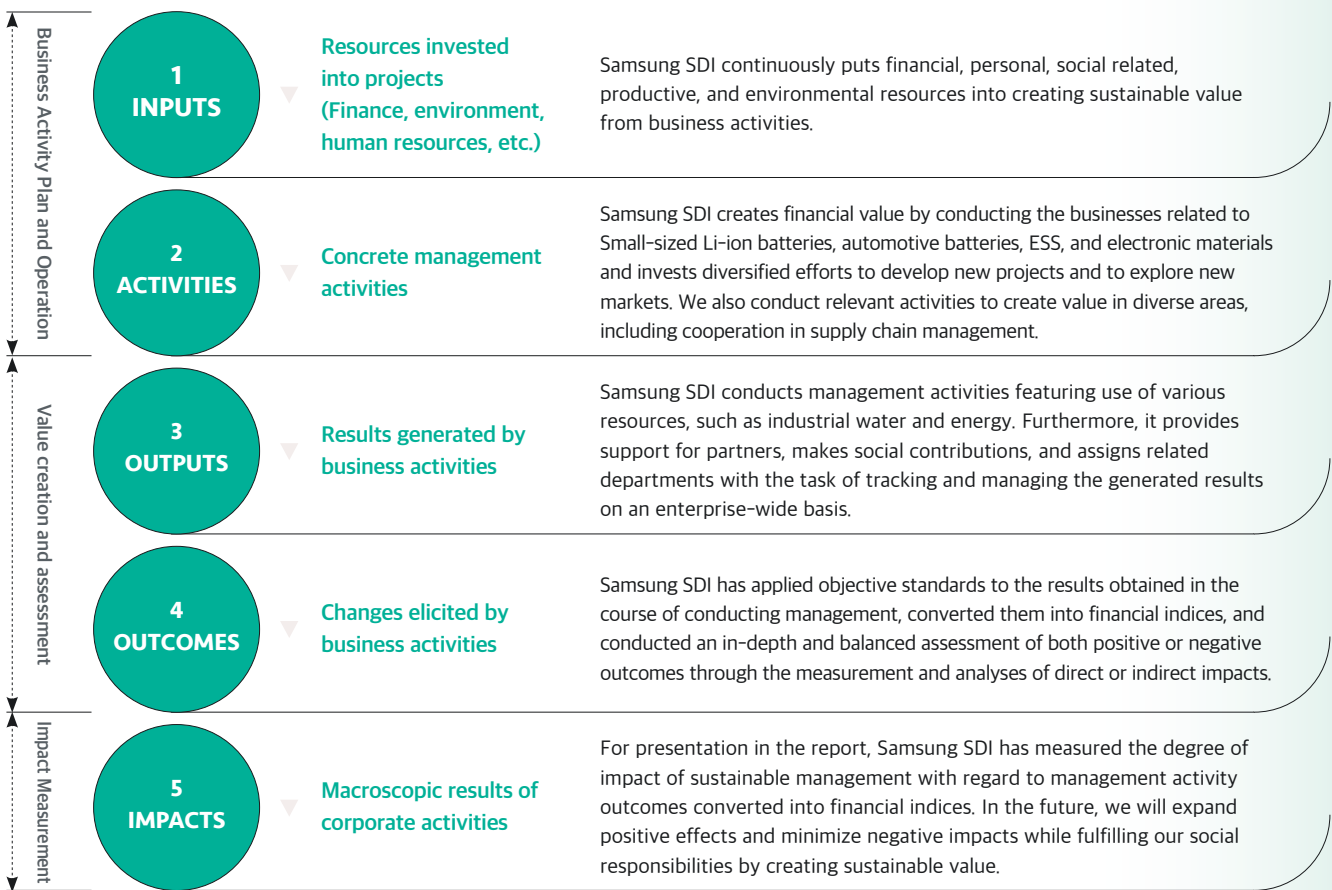 Business Activity Plan and Operation
1
INPUTS
Resources invested
into projects
(Finance, environment,
human resources, etc.)
Samsung SDI continuously puts financial, personal, social related,
productive, and environmental resources into creating sustainable value
from business activities.
2
ACTIVITIES
Concrete management
activities
Samsung SDI creates financial value by conducting the businesses related to
Small-sized Li-ion batteries, automotive batteries, ESS, and electronic materials
and invests diversified efforts to develop new projects and to explore new
markets. We also conduct relevant activities to create value in diverse areas,
including cooperation in supply chain management.
Value creation and assessment
3
OUTPUTS
Results generated by
business activities
Samsung SDI conducts management activities featuring use of various
resources, such as industrial water and energy. Furthermore, it provides
support for partners, makes social contributions, and assigns related
departments with the task of tracking and managing the generated results
on an enterprise-wide basis.
4
OUTCOMES
Changes elicited by
business activities
Samsung SDI has applied objective standards to the results obtained in the
course of conducting management, converted them into financial indices, and
conducted an in-depth and balanced assessment of both positive or negative
outcomes through the measurement and analyses of direct or indirect impacts.
Impact Measurement
5
IMPACTS
Macroscopic results of
corporate activities
For presentation in the report, Samsung SDI has measured the degree of
impact of sustainable management with regard to management activity
outcomes converted into financial indices. In the future, we will expand
positive effects and minimize negative impacts while fulfilling our social
responsibilities by creating sustainable value.